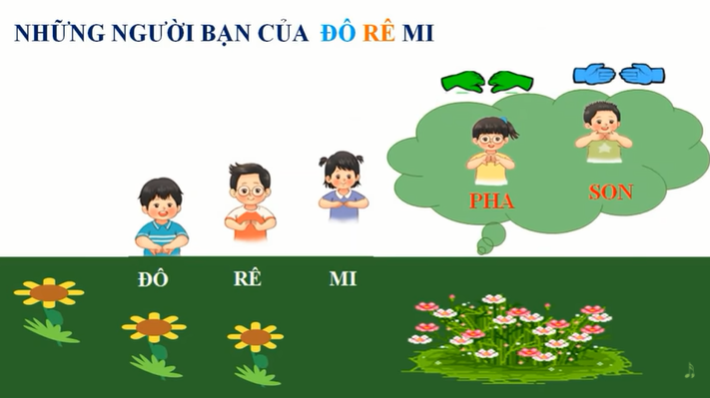 NHỮNG NGƯỜI BẠN CỦA ĐÔ RÊ MI
PHA
SON
ĐÔ
RÊ
MI